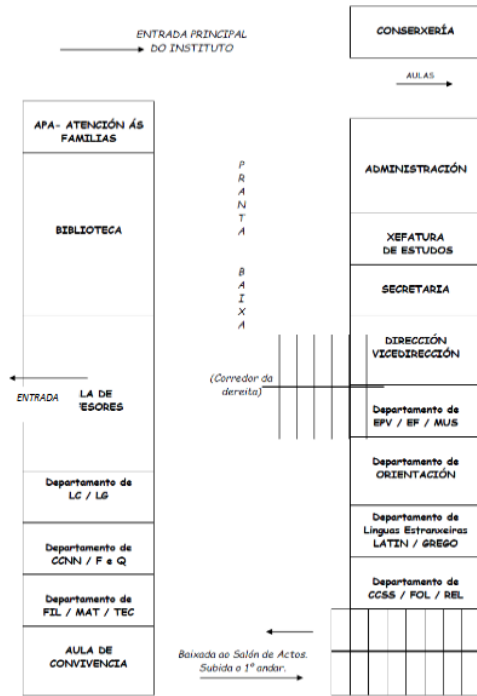 ENTRADA PRINCIPAL
DO INSTITUTO
CONSERXERÍA
AULAS
APA- ATENCIÓN ÁS
FAMILIAS
BIBLIOTECA
ENTRADA
LA DE
ESORES
Departamento de
LC / LG
Departamento de
CCNN / F e Q
Departamento de
FIL / MAT / TEC
AULA DE
CONVIVENCIA
P
R
A
N
T
A
B
A
I
X
A
(Corredor da
dereita)
Baixada ao Salón de Actos.
Subida o 1º andar.
ADMINISTRACIÓN
XEFATURA
DE ESTUDOS
SECRETARIA
DIRECCIÓN
VICEDIRECCIÓN
Departamento de
EPV / EF / MUS
Departamento de
ORIENTACIÓN
Departamento de
Linguas Estranxeiras
LATIN / GREGO
Departamento de
CCSS / FOL / REL